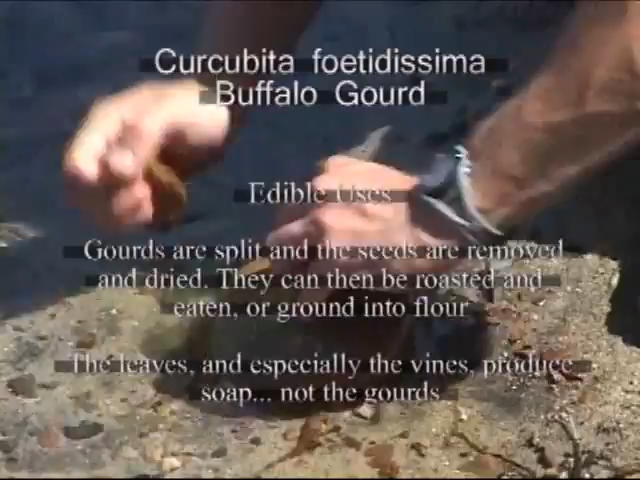 Curcubita foetidissima
Buffalo Gourd
Edible Uses
Gourds are split and the seeds are removed
and dried. They can then be roasted and
eaten, or ground into flour
The leaves, and especially the vines, produce
soap... not the gourds